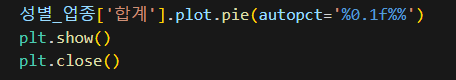 성별_업종['합계'].plot.pie(autopct='%0.1f%%')
plt.show()
plt.close()